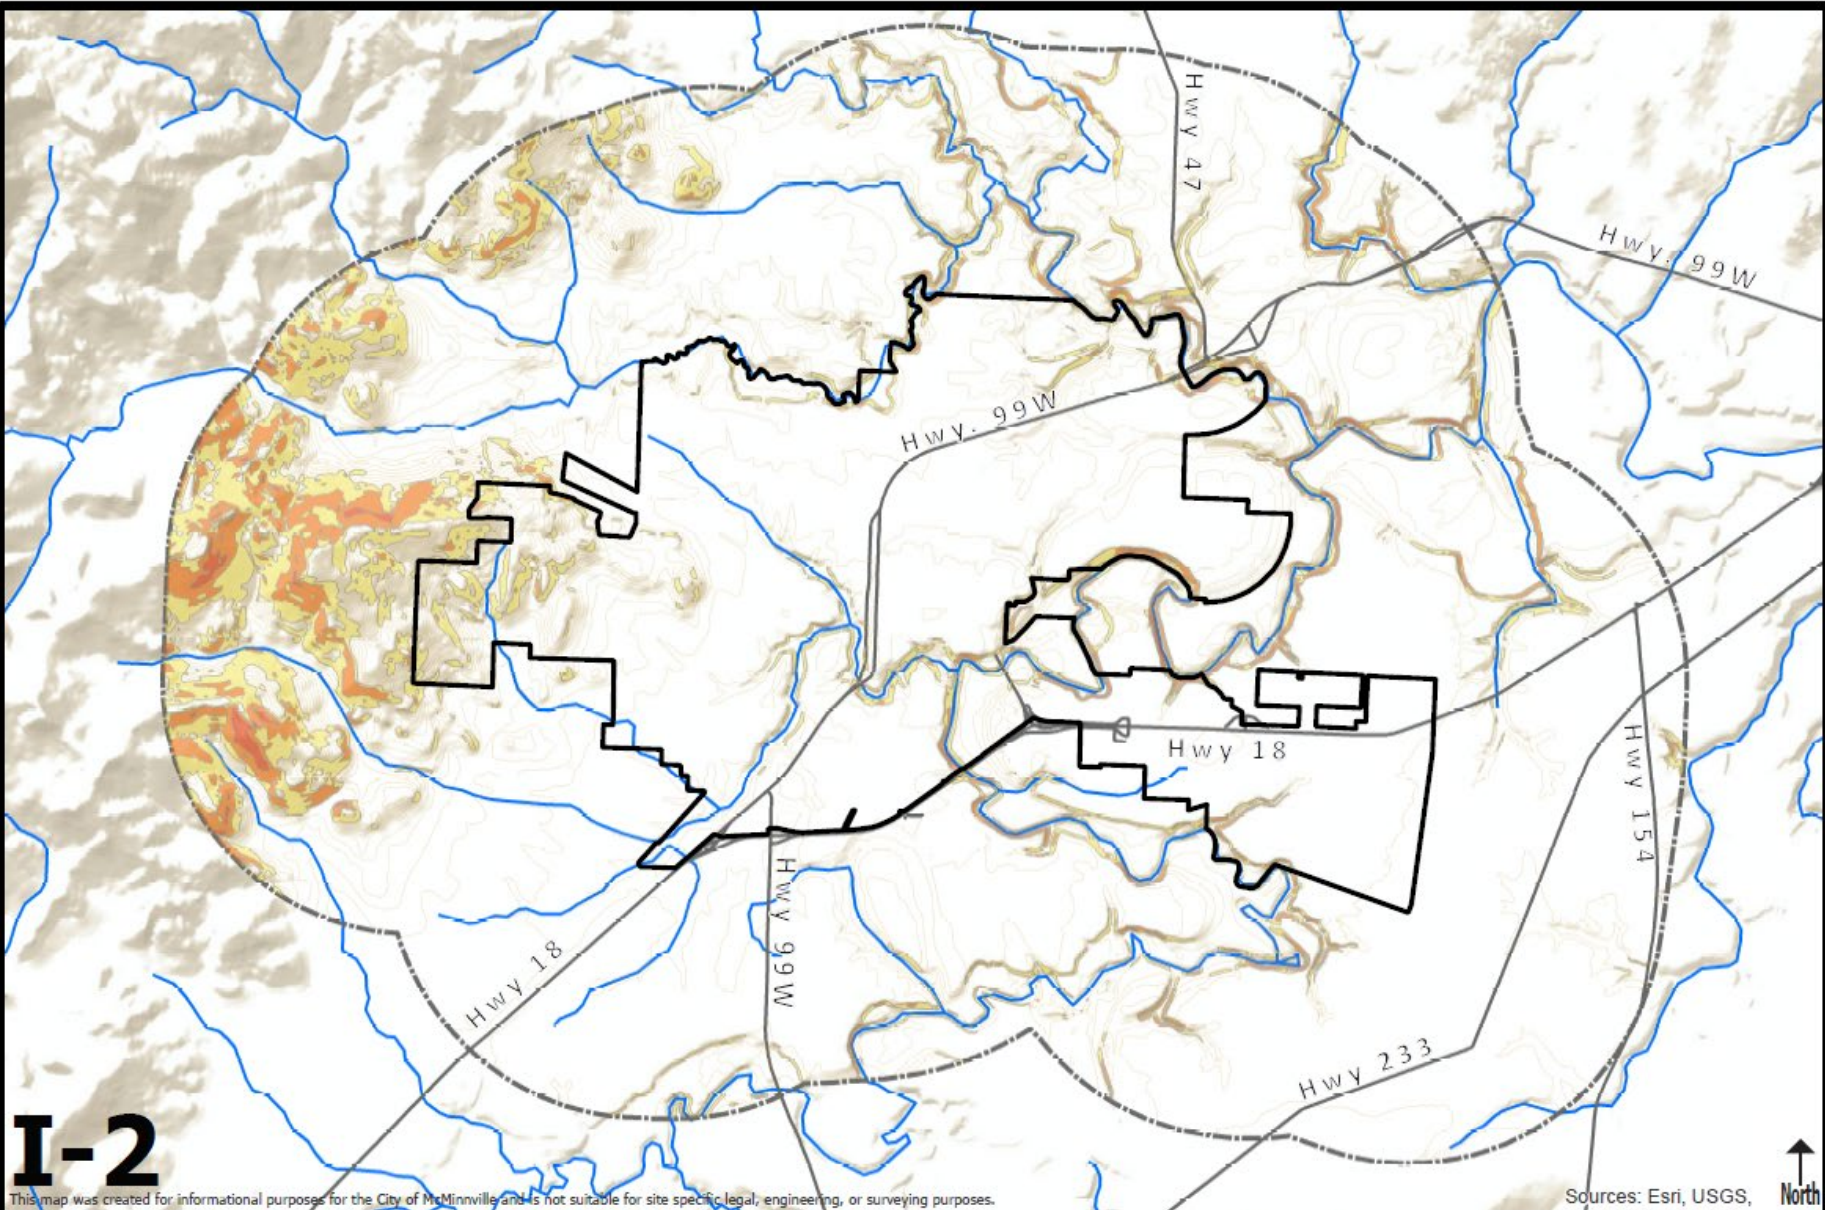 Hwy 47
Hwy. 99W
Hwy. 99W
Hwy 18
Hwy 154
Hwy 99W
Hwy 18
Hwy 233
I-2
This map was created for informational purposes for the City of McMinnville and is not suitable for site specific legal, engineering, or surveying purposes.
Sources: Esri, USGS,
North